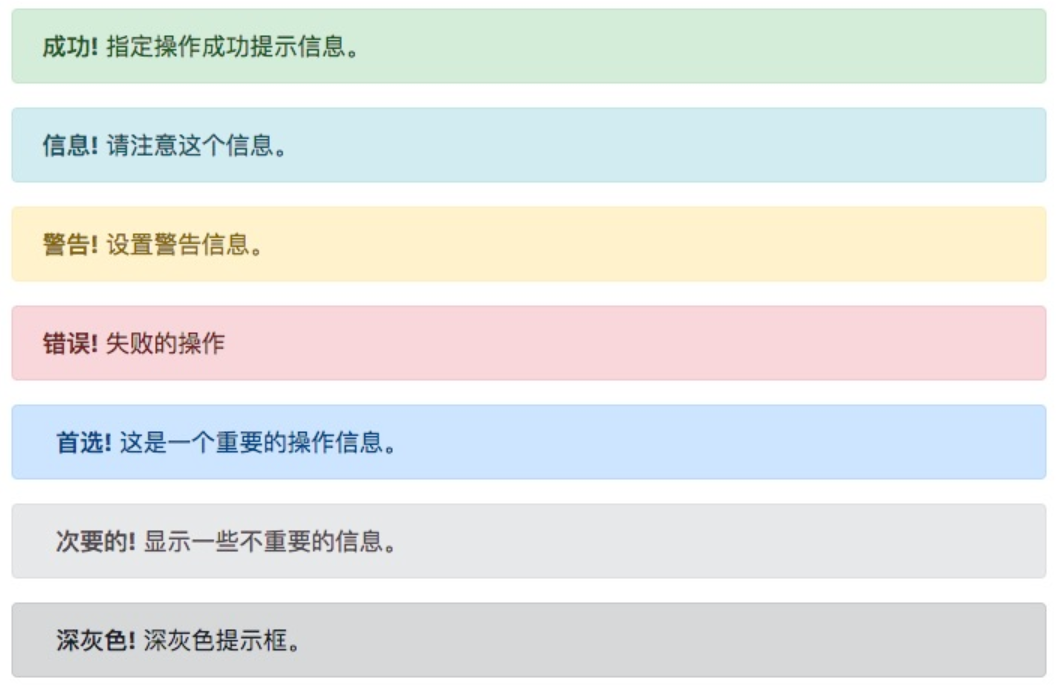 成功! 指定操作成功提示信息。
信息! 请注意这个信息。
警告! 设置警告信息。
错误! 失败的操作
首选! 这是一个重要的操作信息。
次要的! 显示一些不重要的信息。
深灰色! 深灰色提示框。